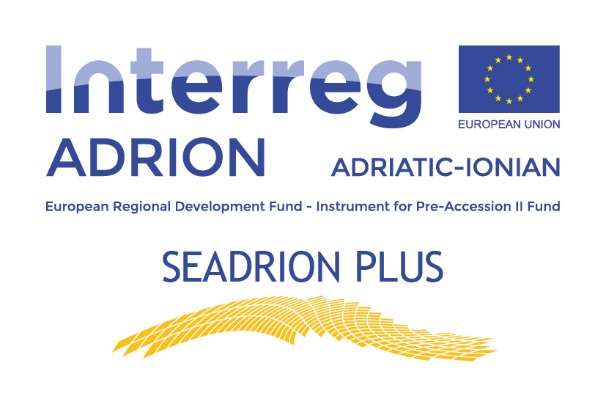 Interreg
EUROPEAN UNION
ADRION ADRIATIC-IONIAN
European Regional Development Fund - Instrument for Pre-Accession II Fund
SEADRION PLUS